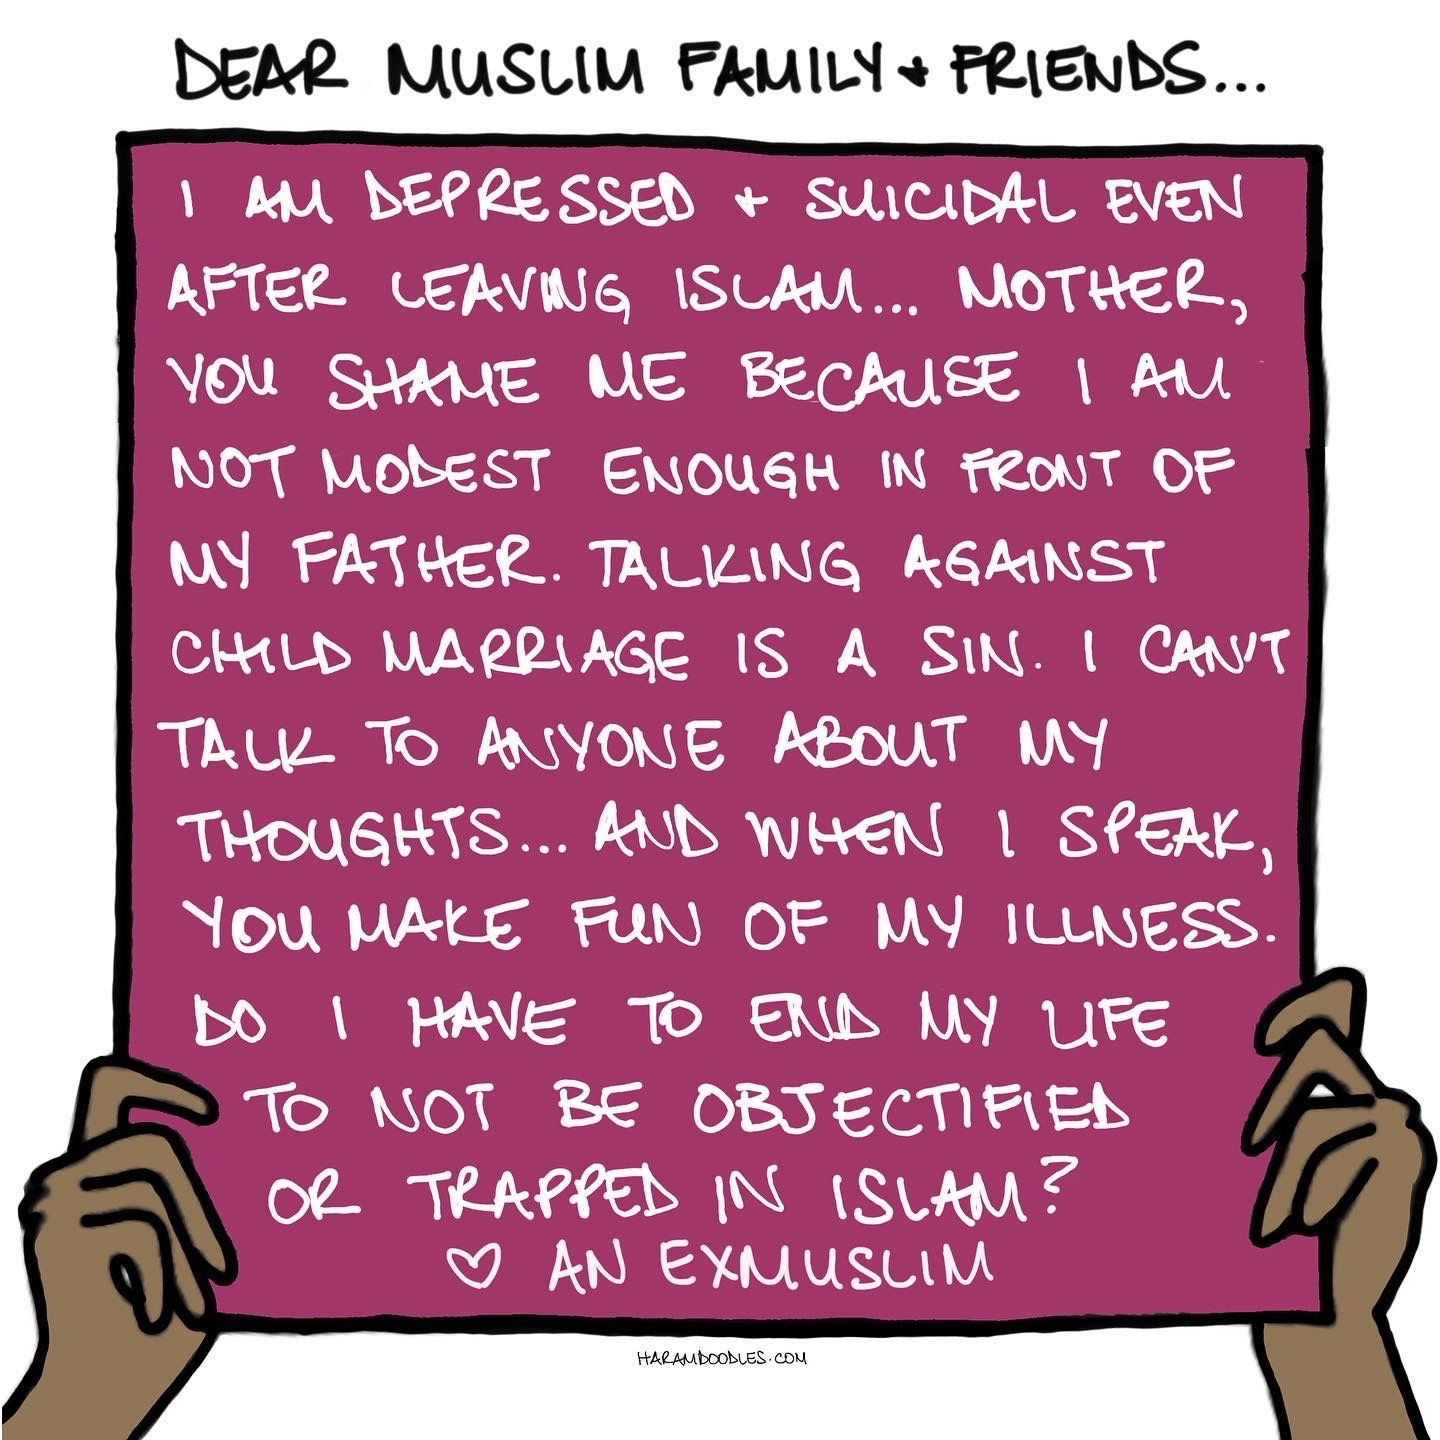 DEAR MUSLIM FAMILY + FRIENDS...
I AM DEPRESSED + SUICIDAL EVEN
AFTER LEAVING ISLAM... MOTHER,
YOU SHAME ME BECAUSE I AM
NOT MODEST ENOUGH IN FRONT OF
MY FATHER. TALKING AGAINST
CHILD MARRIAGE IS A SIN. I CAN'T
TALK TO ANYONE ABOUT MY
THOUGHTS... AND WHEN I SPEAK,
YOU MAKE FUN OF MY ILLNESS.
DO I HAVE TO END MY LIFE
TO NOT BE OBJECTIFIED
OR TRAPPED IN ISLAM?
♡ AN EXMUSLIM
HARAMDOODLES.COM